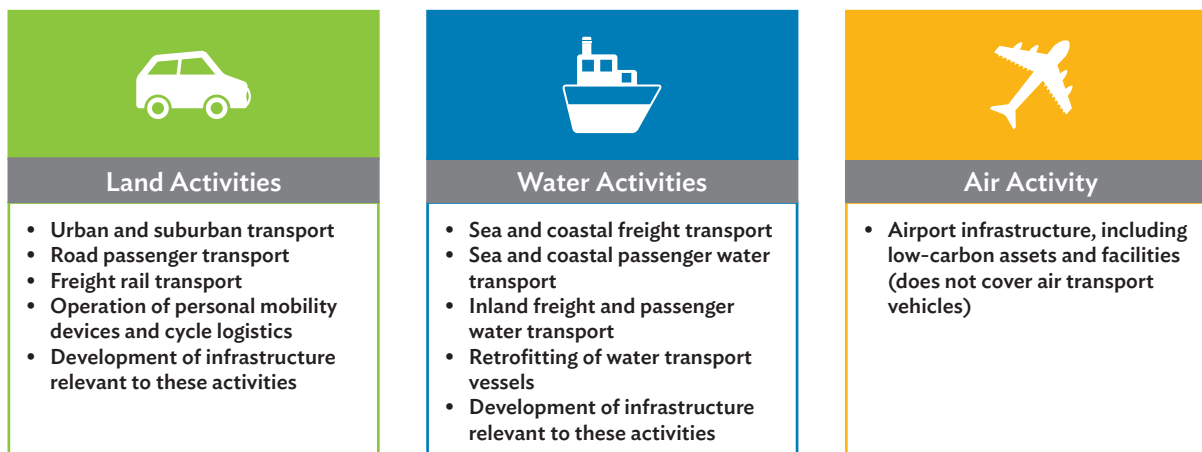 Land Activities
• Urban and suburban transport
• Road passenger transport
• Freight rail transport
• Operation of personal mobility
devices and cycle logistics
• Development of infrastructure
relevant to these activities
Water Activities
• Sea and coastal freight transport
• Sea and coastal passenger water
transport
• Inland freight and passenger
water transport
• Retrofitting of water transport
vessels
• Development of infrastructure
relevant to these activities
Air Activity
• Airport infrastructure, including
low-carbon assets and facilities
(does not cover air transport
vehicles)